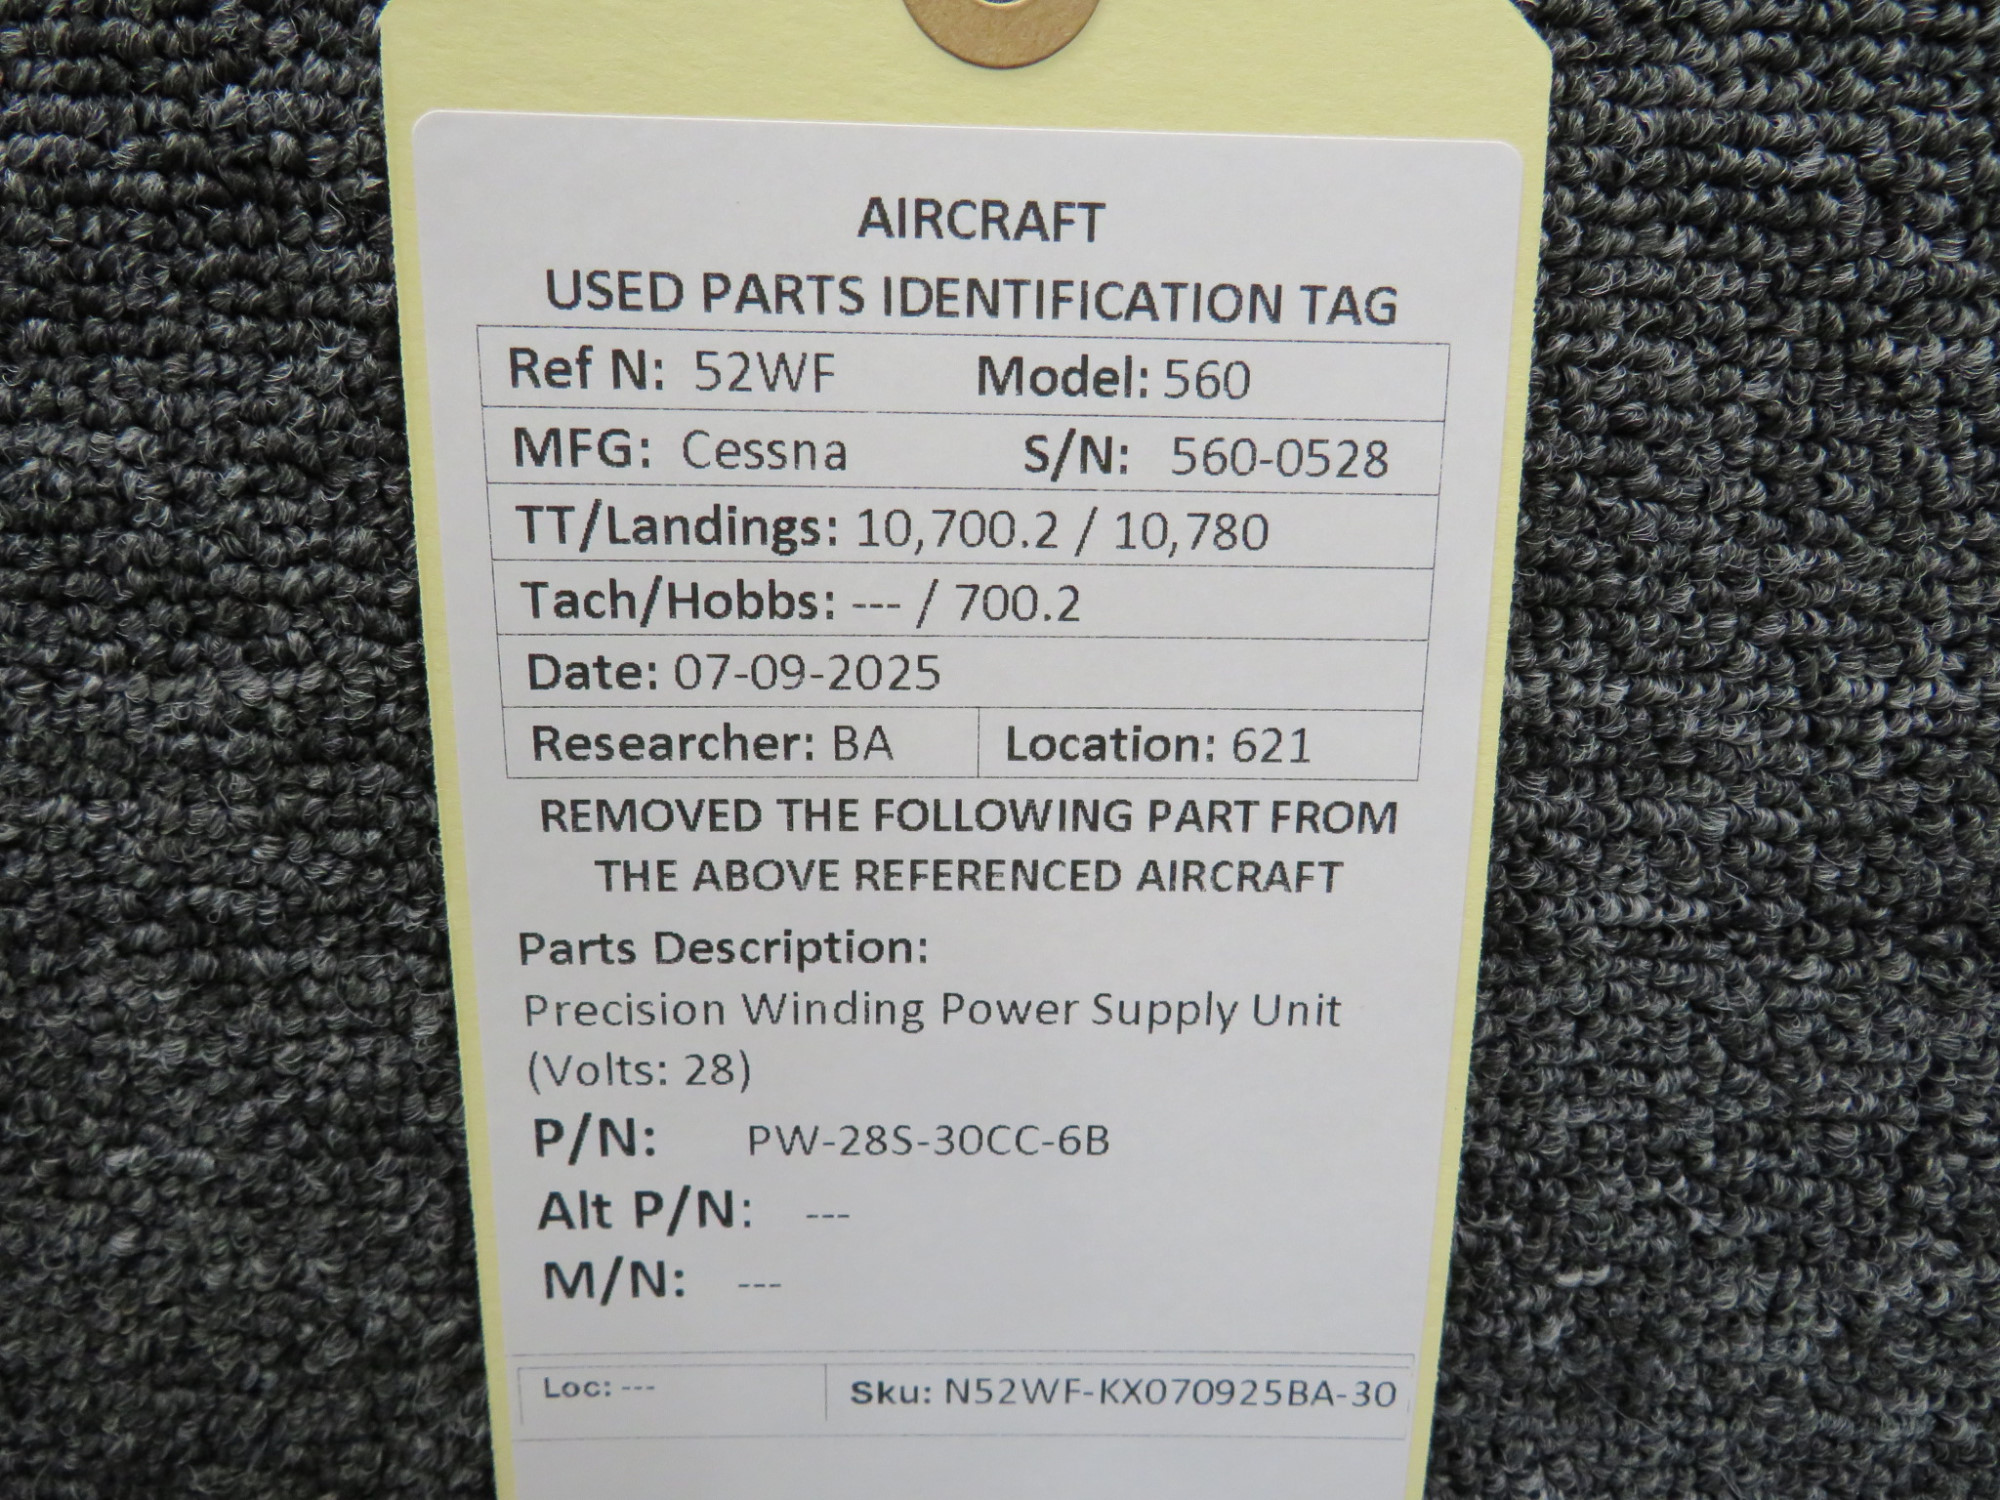 AIRCRAFT
USED PARTS IDENTIFICATION TAG
Ref N: 52WF Model: 560
MFG: Cessna S/N: 560-0528
TT/Landings: 10,700.2 / 10,780
Tach/Hobbs: --- / 700.2
Date: 07-09-2025
Researcher: BA Location: 621
REMOVED THE FOLLOWING PART FROM
THE ABOVE REFERENCED AIRCRAFT
Parts Description:
Precision Winding Power Supply Unit
(Volts: 28)
P/N: PW-28S-30CC-6B
Alt P/N: ---
M/N: ---
Loc: --- Sku: N52WF-KX070925BA-30